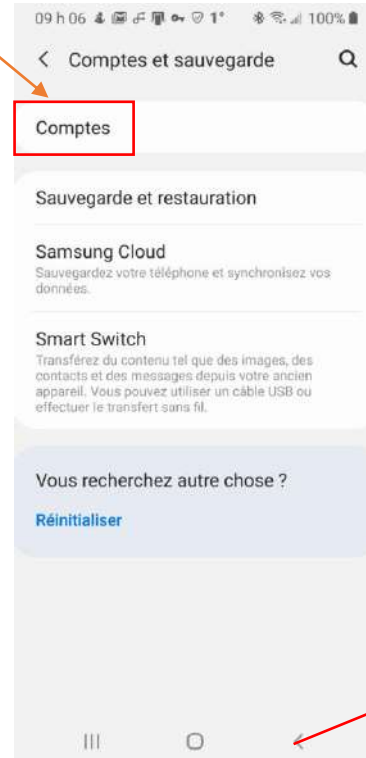 09 h 06 1° 100%
Comptes et sauvegarde
Comptes
Sauvegarde et restauration
Samsung Cloud
Sauvegardez votre téléphone et synchronisez vos
données.
Smart Switch
Transférez du contenu tel que des images, des
contacts et des messages depuis votre ancien
appareil. Vous pouvez utiliser un câble USB ou
effectuer le transfert sans fil.
Vous recherchez autre chose ?
Réinitialiser